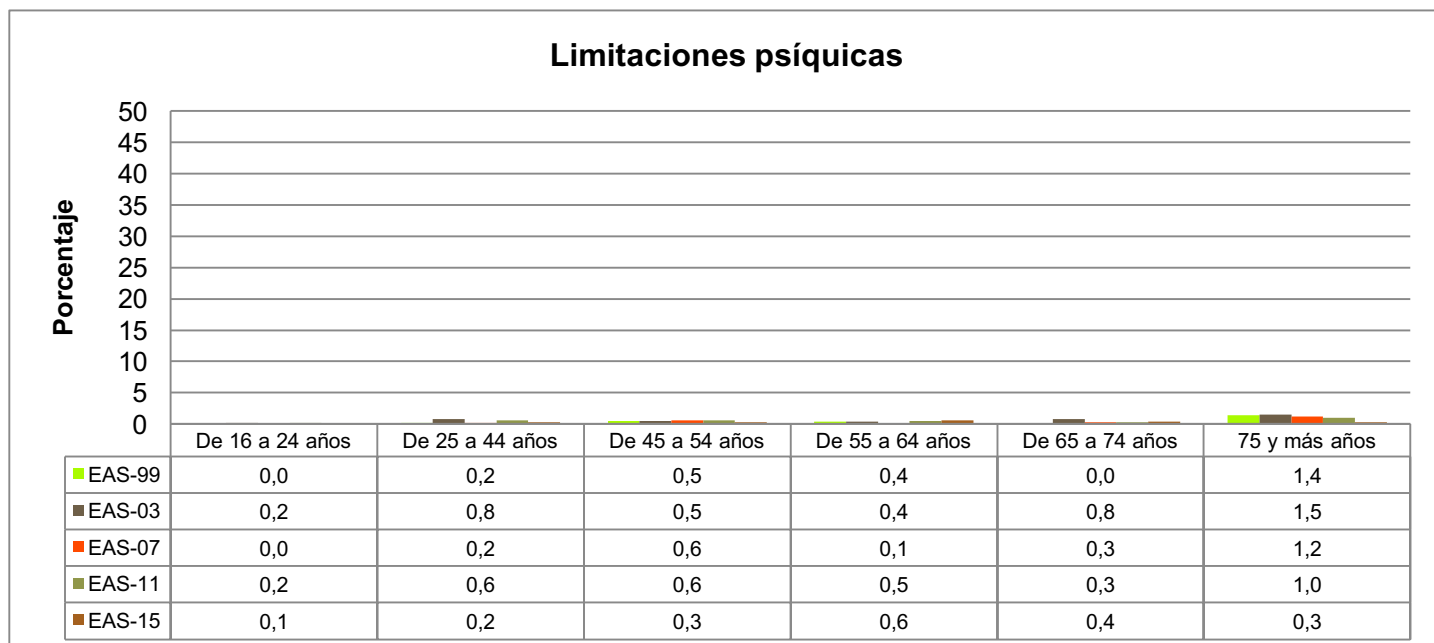 Limitaciones psíquicas
Porcentaje
50
45
40
35
30
25
20
15
10
5
0
De 16 a 24 años De 25 a 44 años De 45 a 54 años De 55 a 64 años De 65 a 74 años 75 y más años
EAS-99 0,0 0,2 0,5 0,4 0,0 1,4
EAS-03 0,2 0,8 0,5 0,4 0,8 1,5
EAS-07 0,0 0,2 0,6 0,1 0,3 1,2
EAS-11 0,2 0,6 0,6 0,5 0,3 1,0
EAS-15 0,1 0,2 0,3 0,6 0,4 0,3